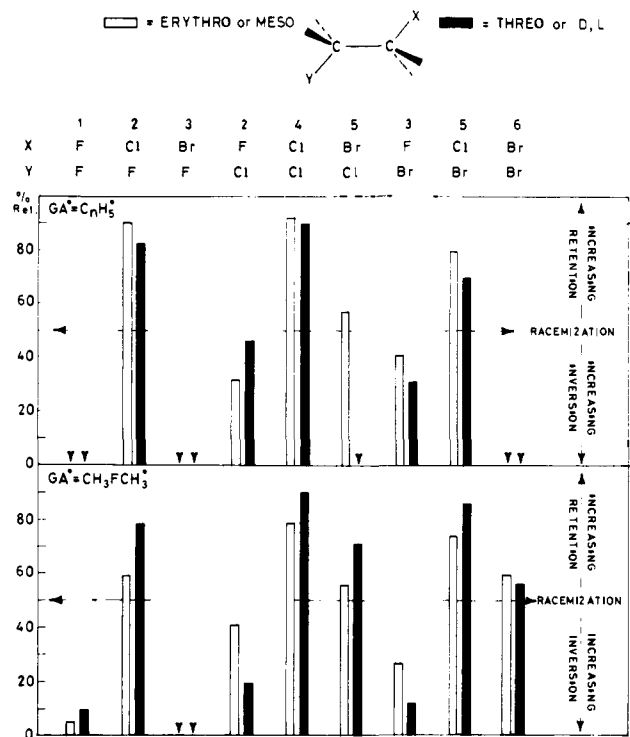 = ERYTHRO or MESO
= THREO or D, L
X
C C
Y
1 2 3 2 4 5 3 5 6
X F Cl Br F Cl Br F Cl Br
Y F F F Cl Cl Cl Br Br Br
% Ret.
GA⁺=CnH5⁺
80
60
40
20
0
INCREASING RETENTION
RACEMIZATION
INCREASING INVERSION
GA⁺=CH3FCH3⁺
80
60
40
20
0
INCREASING RETENTION
RACEMIZATION
INCREASING INVERSION